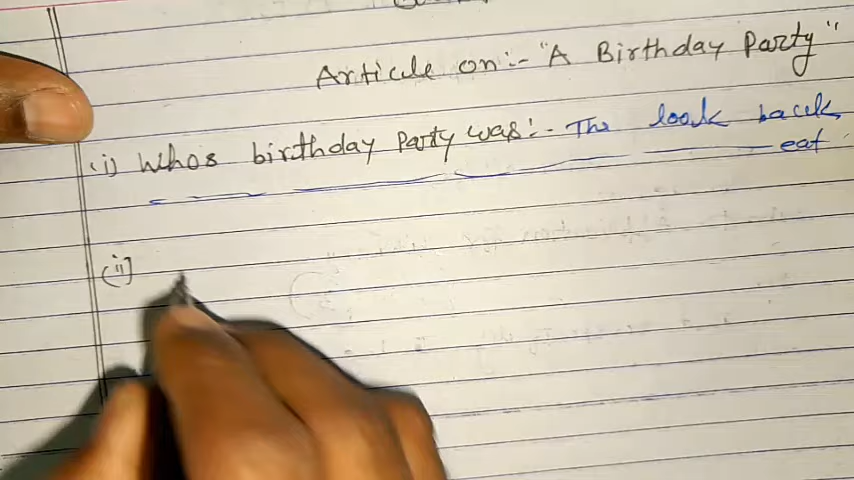 Article on:- "A Birthday Party"
(i) Whos birthday Party was:- The look back
eat
(ii)